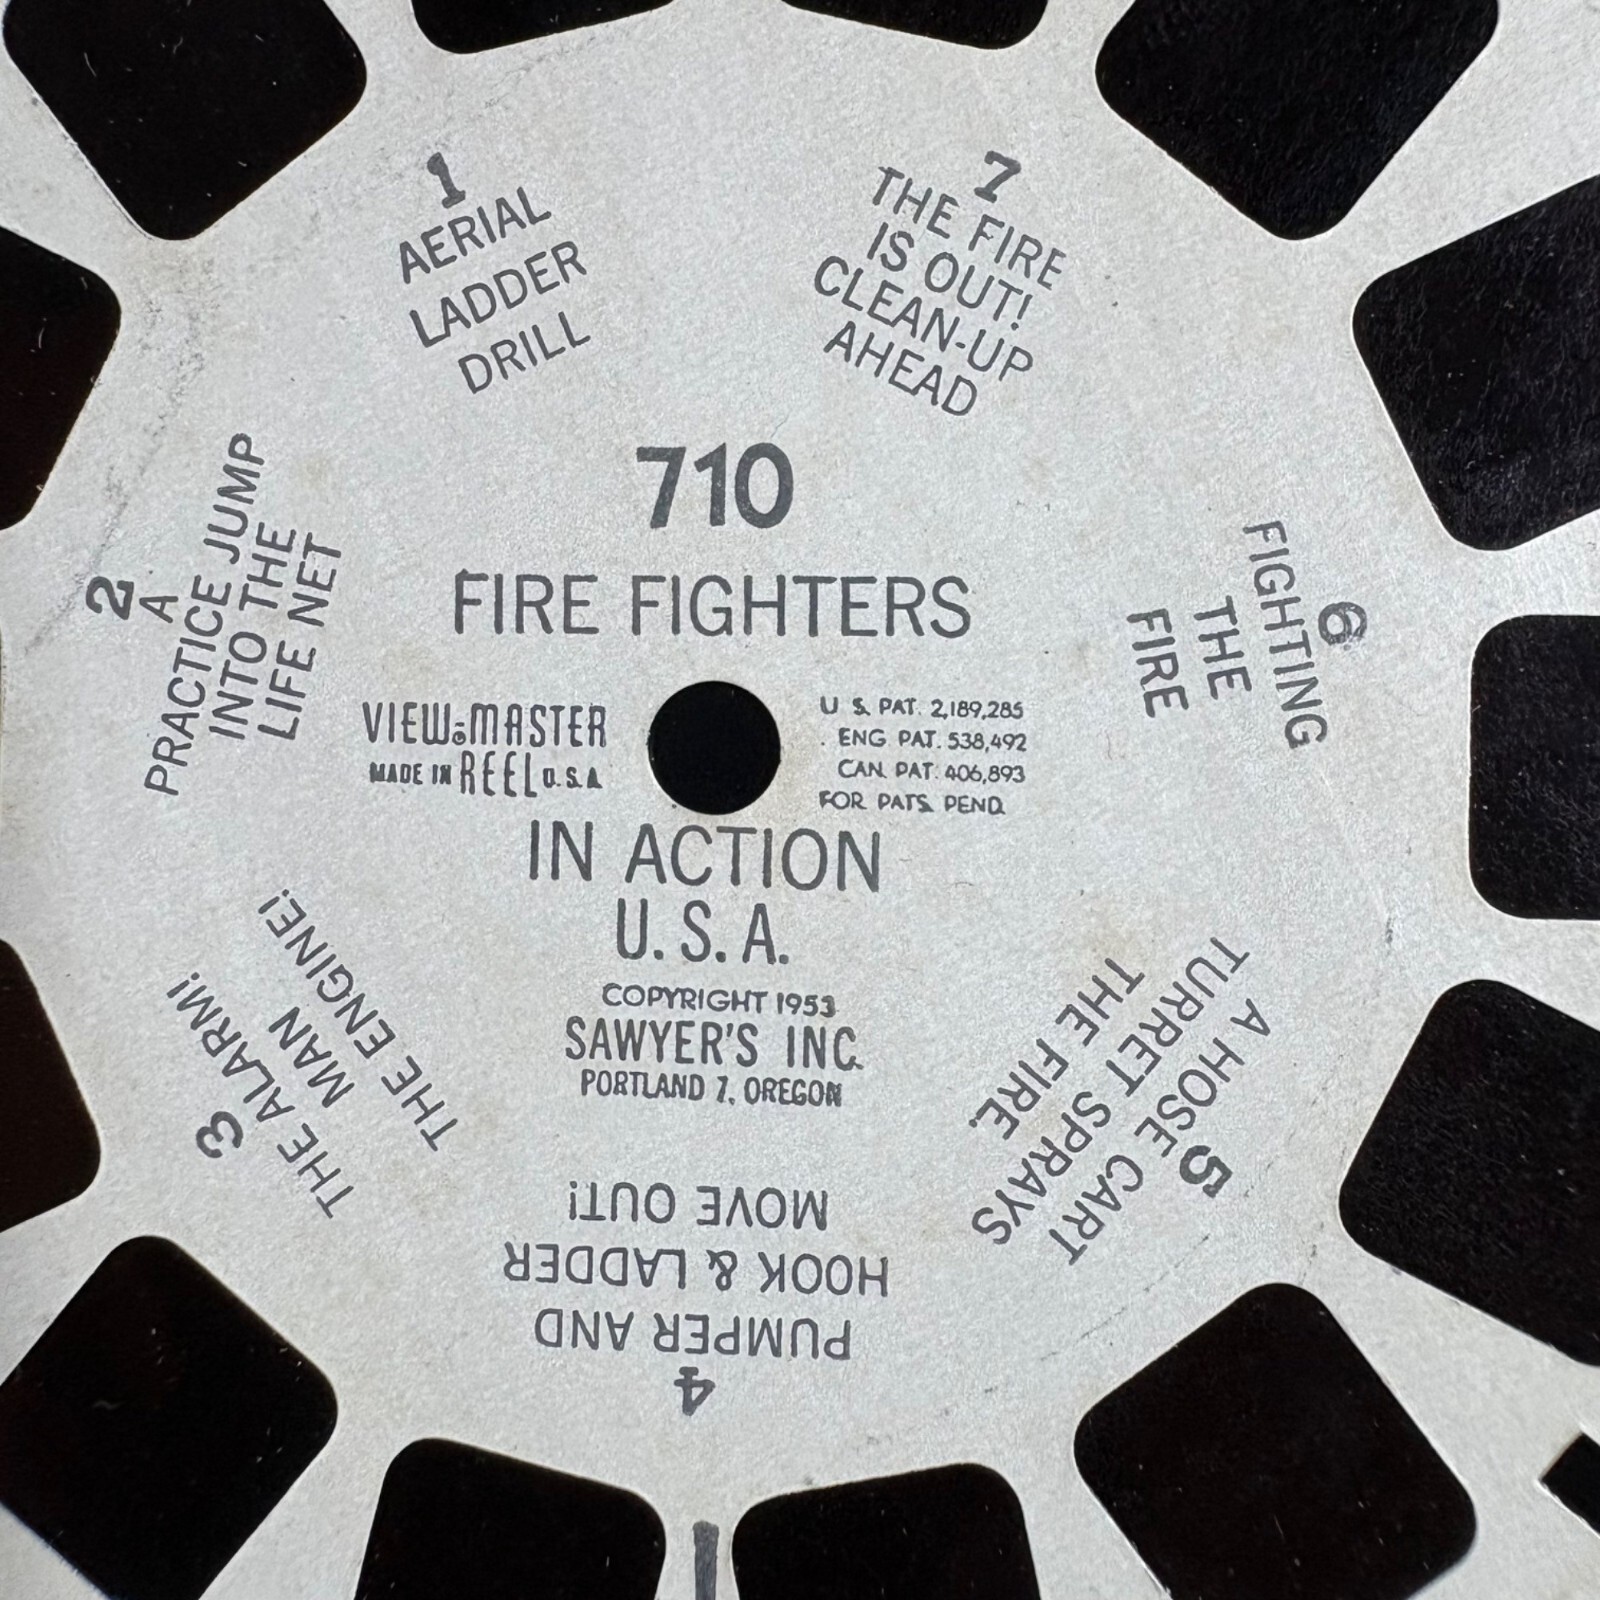 710
FIRE FIGHTERS
VIEW-MASTER
MADE IN REEL U.S.A.
U. S. PAT. 2,189,285
ENG. PAT. 538,492
CAN. PAT. 406,893
FOR. PATS. PEND.
IN ACTION
U. S. A.
COPYRIGHT 1953
SAWYER'S INC.
PORTLAND 7, OREGON
1
AERIAL
LADDER
DRILL
2
A
PRACTICE JUMP
INTO THE
LIFE NET
3
THE ALARM!
MAN
THE ENGINE!
4
PUMPER AND
HOOK & LADDER
MOVE OUT!
5
A HOSE CART
TURRET SPRAYS
THE FIRE.
6
FIGHTING
THE
FIRE
7
THE FIRE
IS OUT!
CLEAN-UP
AHEAD